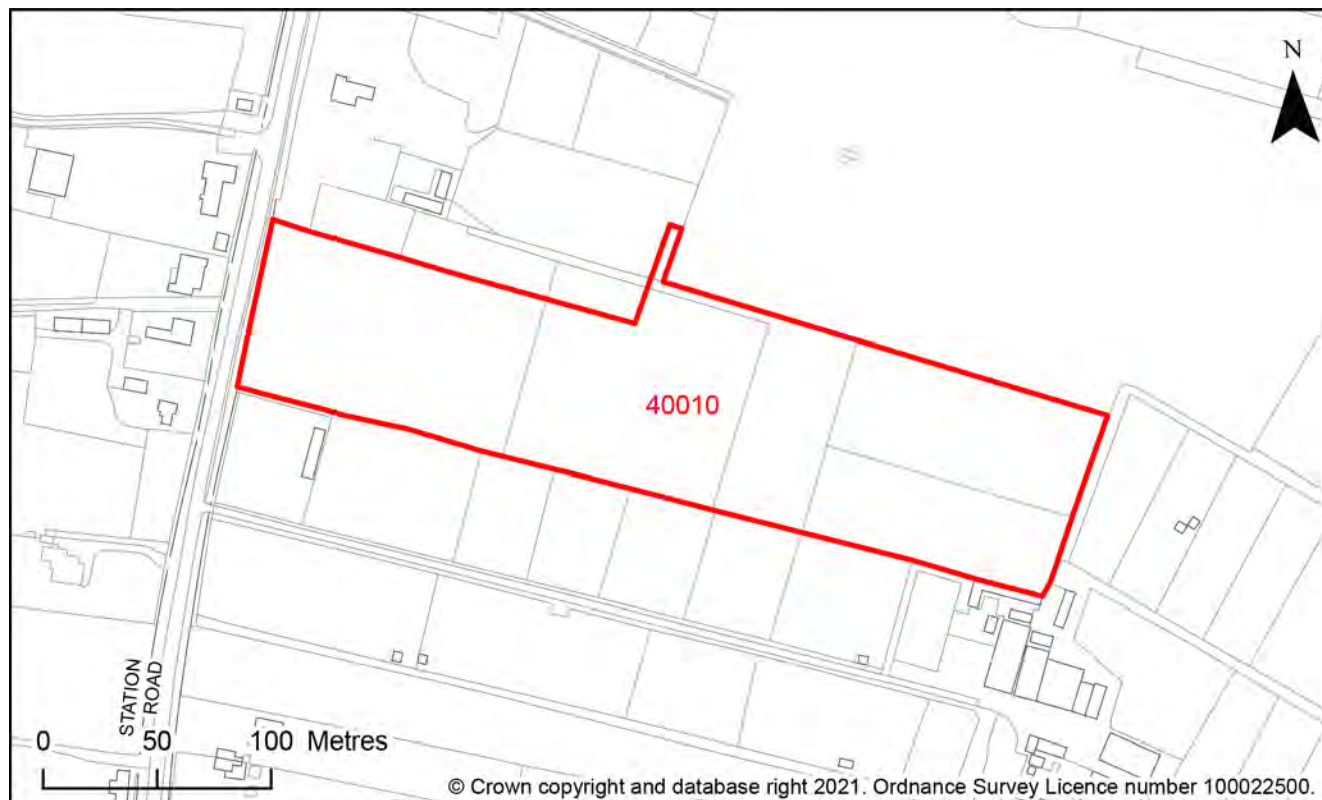 N
40010
STATION
ROAD
0 50 100 Metres
© Crown copyright and database right 2021. Ordnance Survey Licence number 100022500.